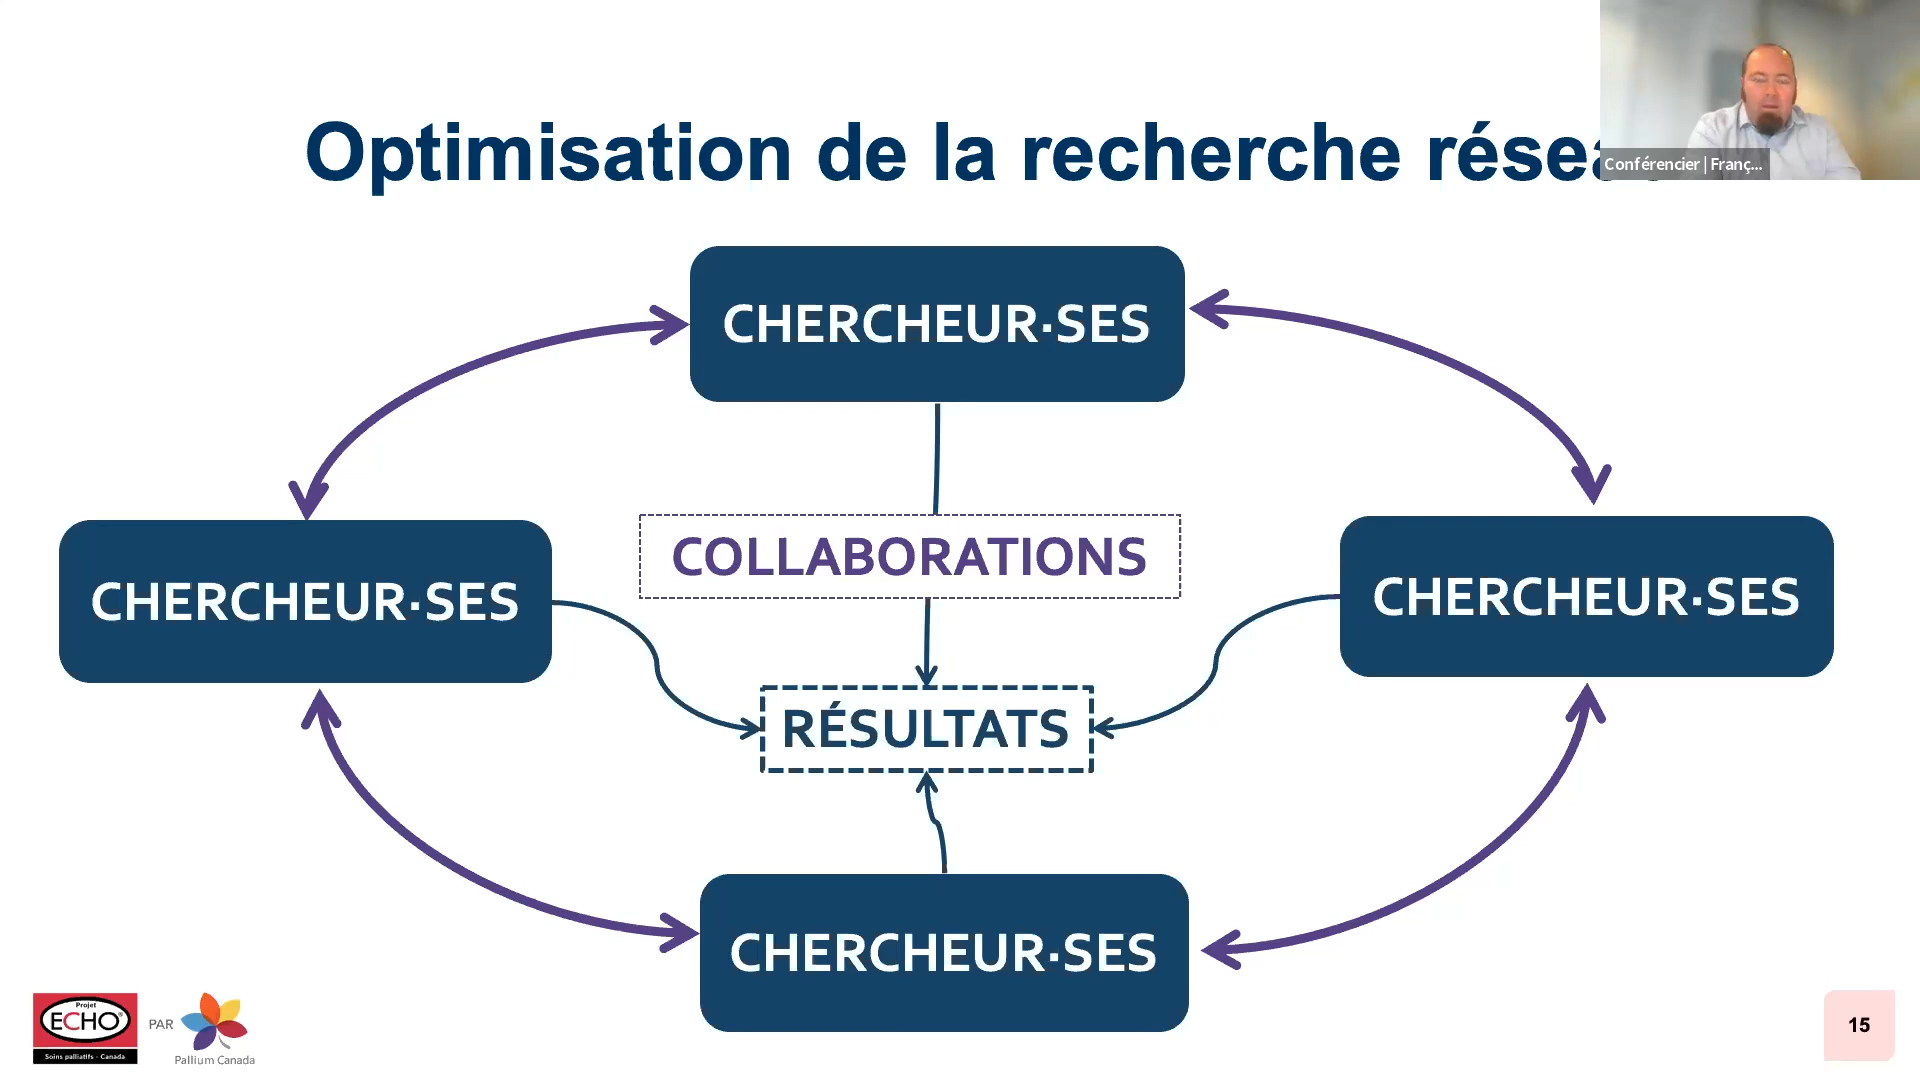 Optimisation de la recherche
Conférencier | Franç...
CHERCHEUR·SES
COLLABORATIONS
CHERCHEUR·SES
CHERCHEUR·SES
RÉSULTATS
CHERCHEUR·SES
Projet
ECHO®
Soins palliatifs - Canada
PAR
Pallium Canada
15